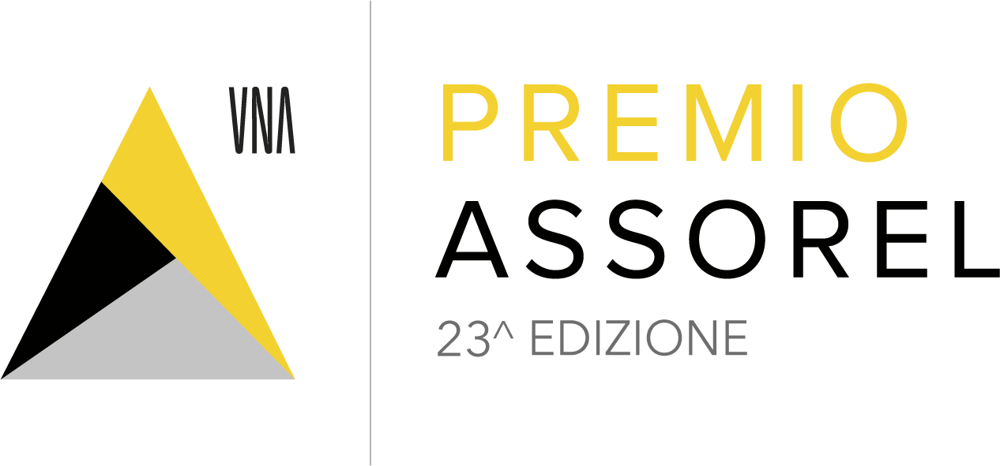 VNA
PREMIO
ASSOREL
23^ EDIZIONE